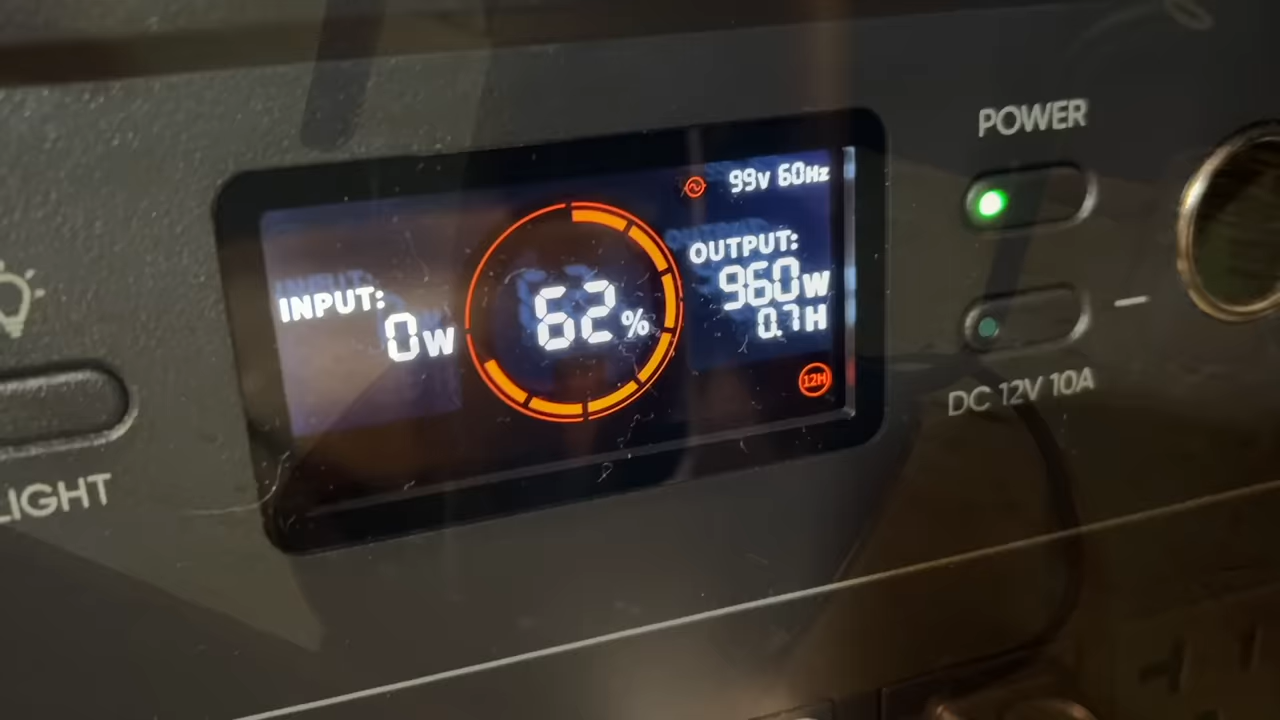 POWER
99V 60Hz
INPUT:
0W
62%
OUTPUT:
960W
0.7H
12H
DC 12V 10A
LIGHT